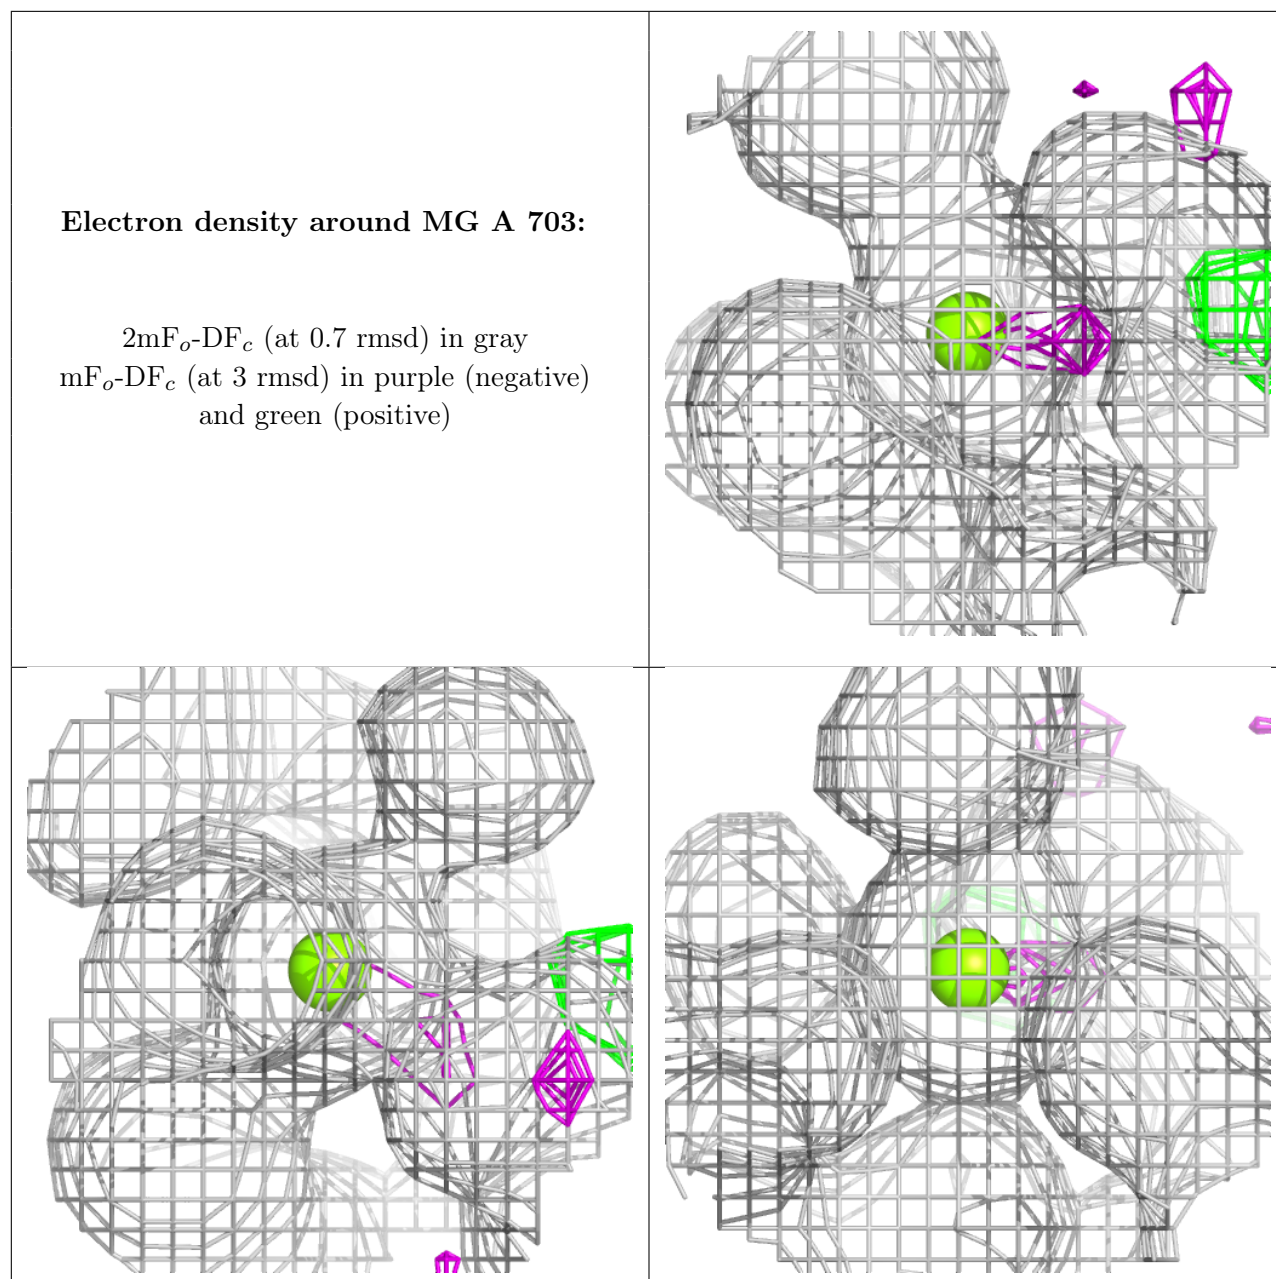 Electron density around MG A 703:
2mFo-DFc (at 0.7 rmsd) in gray
mFo-DFc (at 3 rmsd) in purple (negative)
and green (positive)